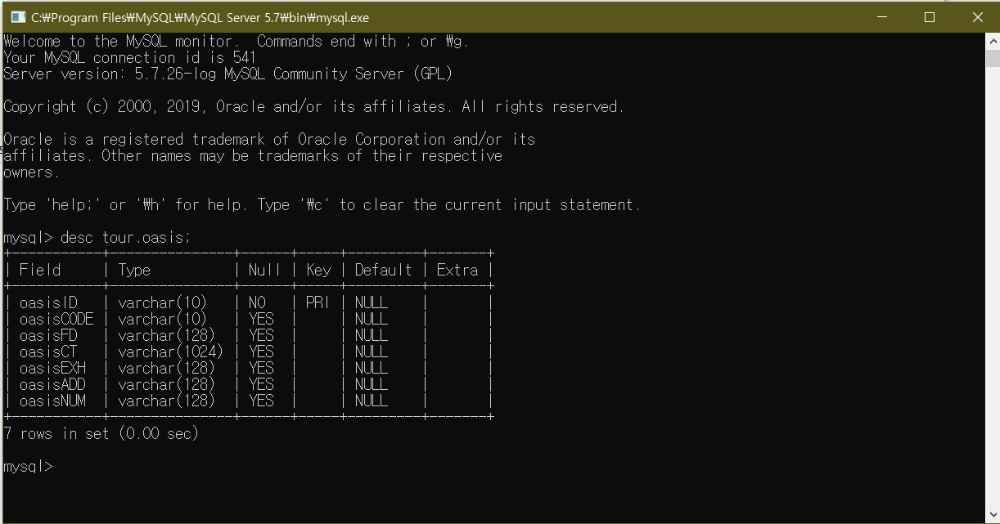 C:₩Program Files₩MySQL₩MySQL Server 5.7₩bin₩mysql.exe
Welcome to the MySQL monitor.  Commands end with ; or ₩g.
Your MySQL connection id is 541
Server version: 5.7.26-log MySQL Community Server (GPL)
Copyright (c) 2000, 2019, Oracle and/or its affiliates. All rights reserved.
Oracle is a registered trademark of Oracle Corporation and/or its
affiliates. Other names may be trademarks of their respective
owners.
Type 'help;' or '₩h' for help. Type '₩c' to clear the current input statement.
mysql> desc tour.oasis;
+-----------+---------------+------+-----+---------+-------+
| Field     | Type          | Null | Key | Default | Extra |
+-----------+---------------+------+-----+---------+-------+
| oasisID   | varchar(10)   | NO   | PRI | NULL    |       |
| oasisCODE | varchar(10)   | YES  |     | NULL    |       |
| oasisFD   | varchar(128)  | YES  |     | NULL    |       |
| oasisCT   | varchar(1024) | YES  |     | NULL    |       |
| oasisEXH  | varchar(128)  | YES  |     | NULL    |       |
| oasisADD  | varchar(128)  | YES  |     | NULL    |       |
| oasisNUM  | varchar(128)  | YES  |     | NULL    |       |
+-----------+---------------+------+-----+---------+-------+
7 rows in set (0.00 sec)
mysql>